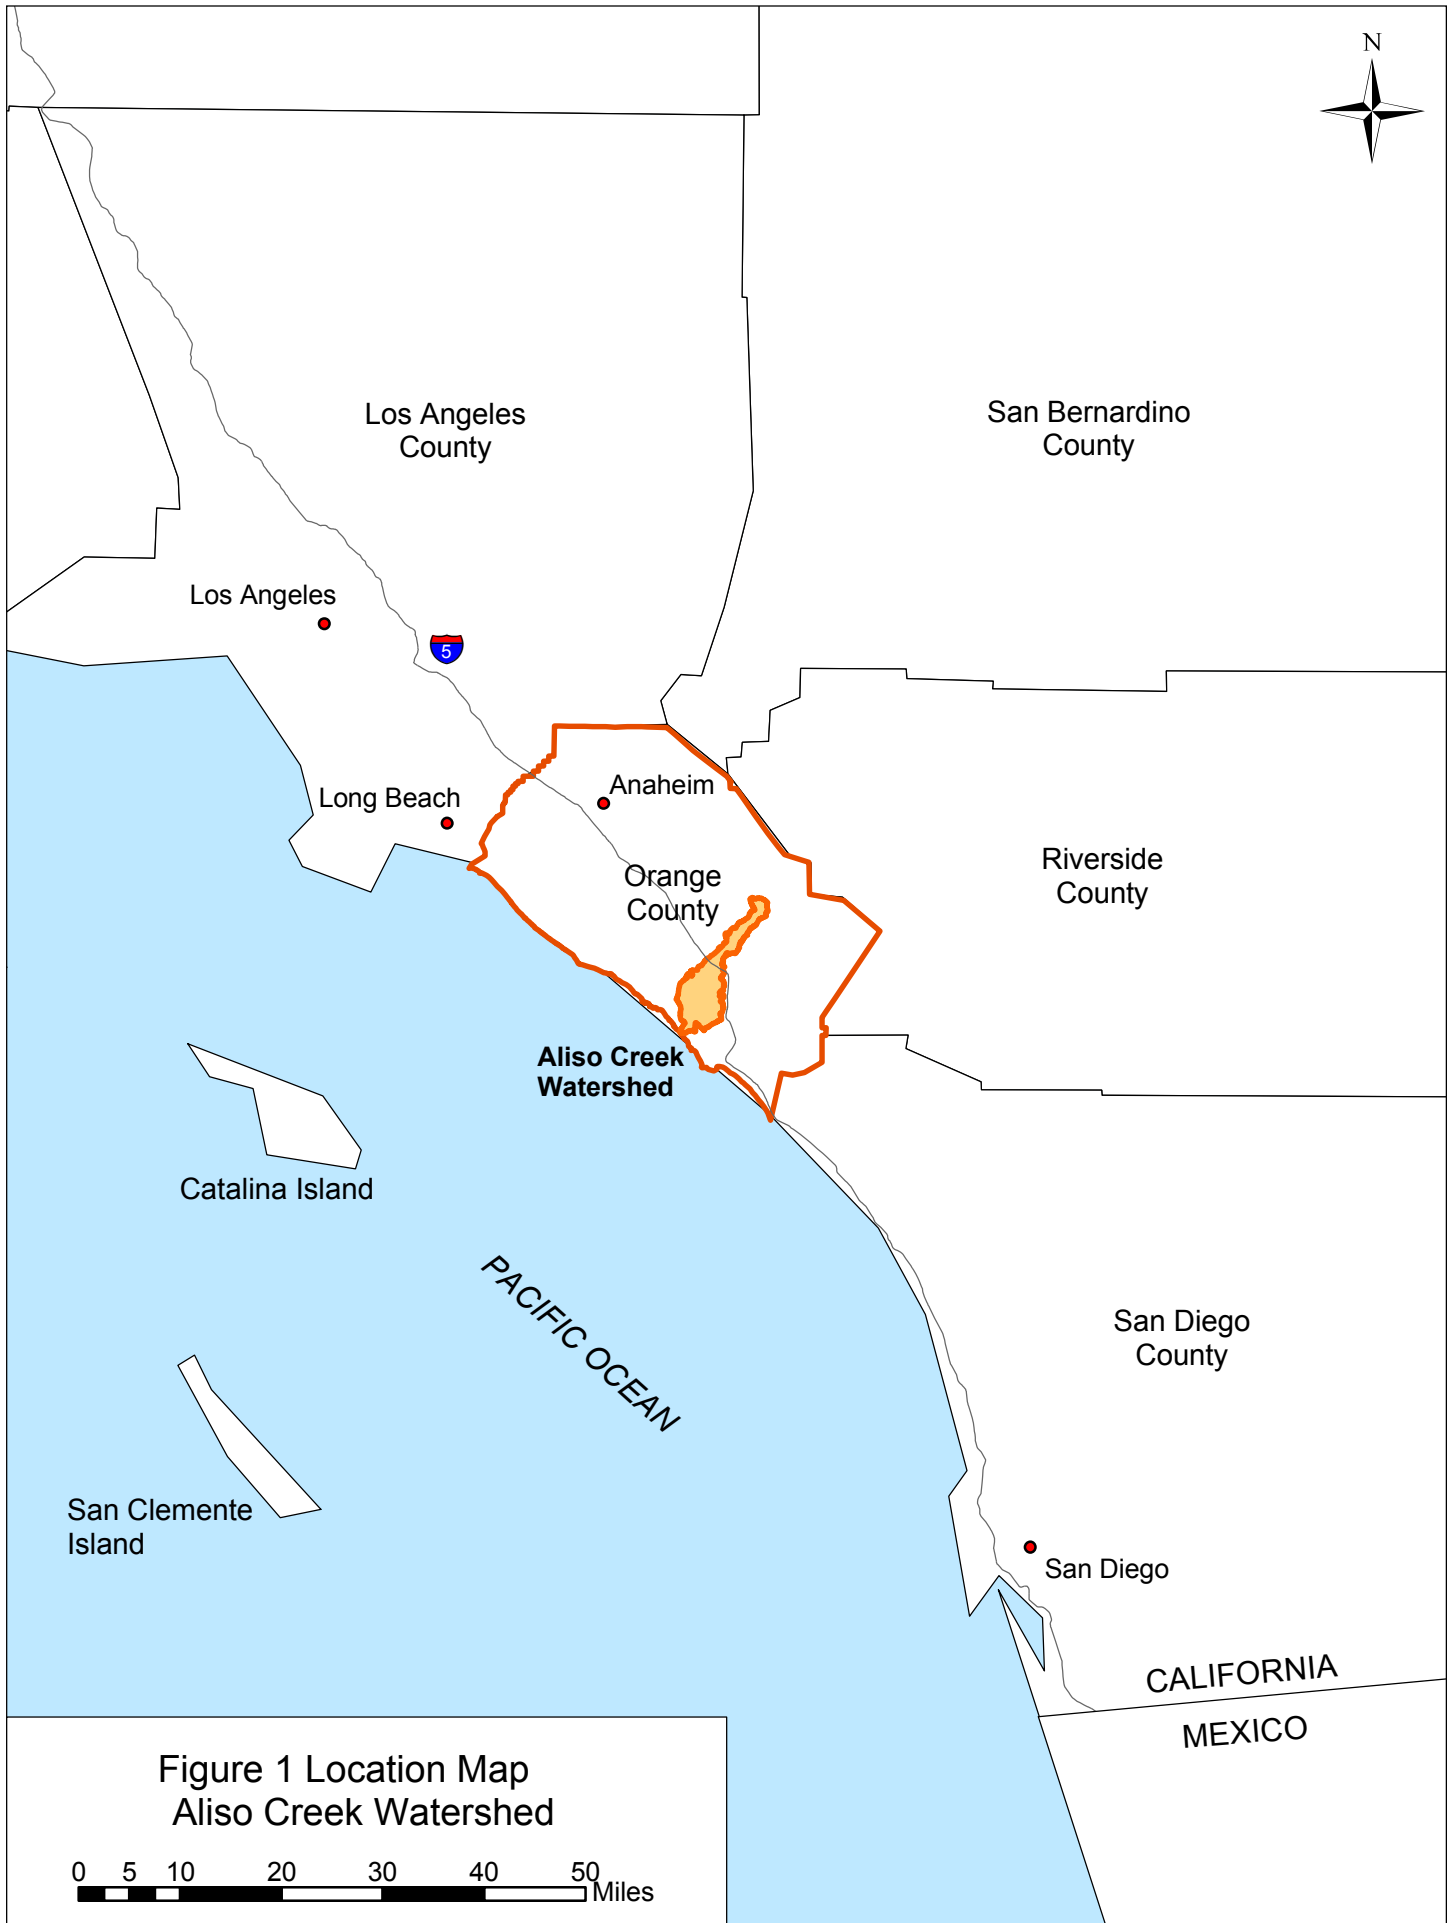 N
Los Angeles
County
San Bernardino
County
Los Angeles
5
Anaheim
Long Beach
Orange
County
Riverside
County
Aliso Creek
Watershed
Catalina Island
PACIFIC OCEAN
San Diego
County
San Clemente
Island
San Diego
CALIFORNIA
MEXICO
Figure 1 Location Map
Aliso Creek Watershed
0 5 10 20 30 40 50
Miles